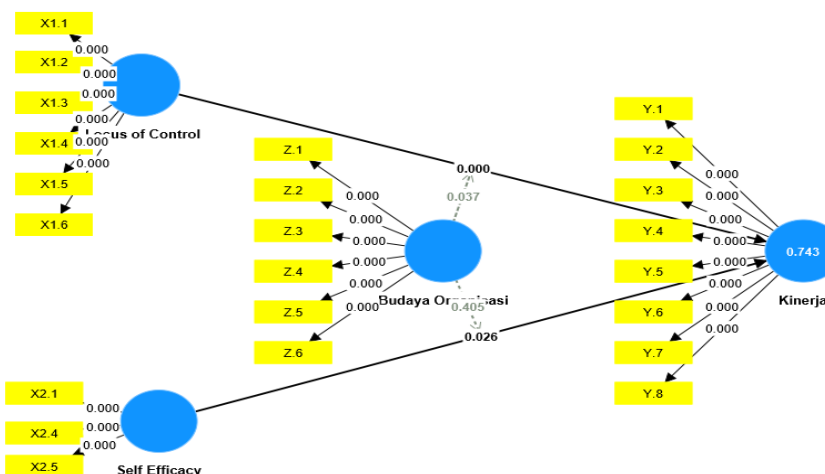 X1.1
0.000
X1.2
0.000
0.000
X1.3
0.000
Locus of Control
X1.4
0.000
0.000
X1.5
X1.6
Z.1
0.000
Z.2
0.000
Z.3
0.000
Z.4
0.000
0.000
Z.5
0.000
Z.6
Budaya Organisasi
0.000
0.037
0.405
0.026
Y.1
0.000
Y.2
0.000
Y.3
0.000
Y.4
0.000
0.743
Y.5
0.000
0.000
Kinerja
Y.6
0.000
Y.7
0.000
Y.8
X2.1
0.000
0.000
X2.4
0.000
X2.5
Self Efficacy